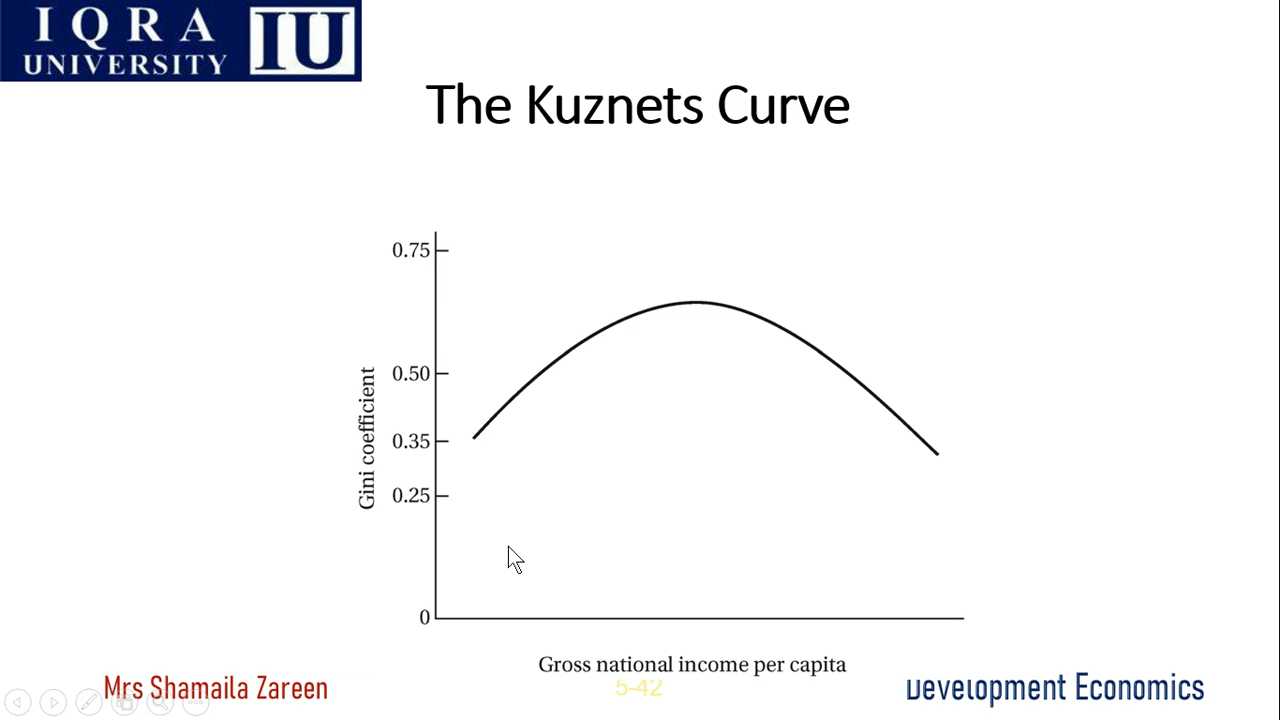 IQRA
UNIVERSITY
IU
The Kuznets Curve
0.75
0.50
0.35
0.25
0
Gini coefficient
Gross national income per capita
Mrs Shamaila Zareen
5-42
Development Economics